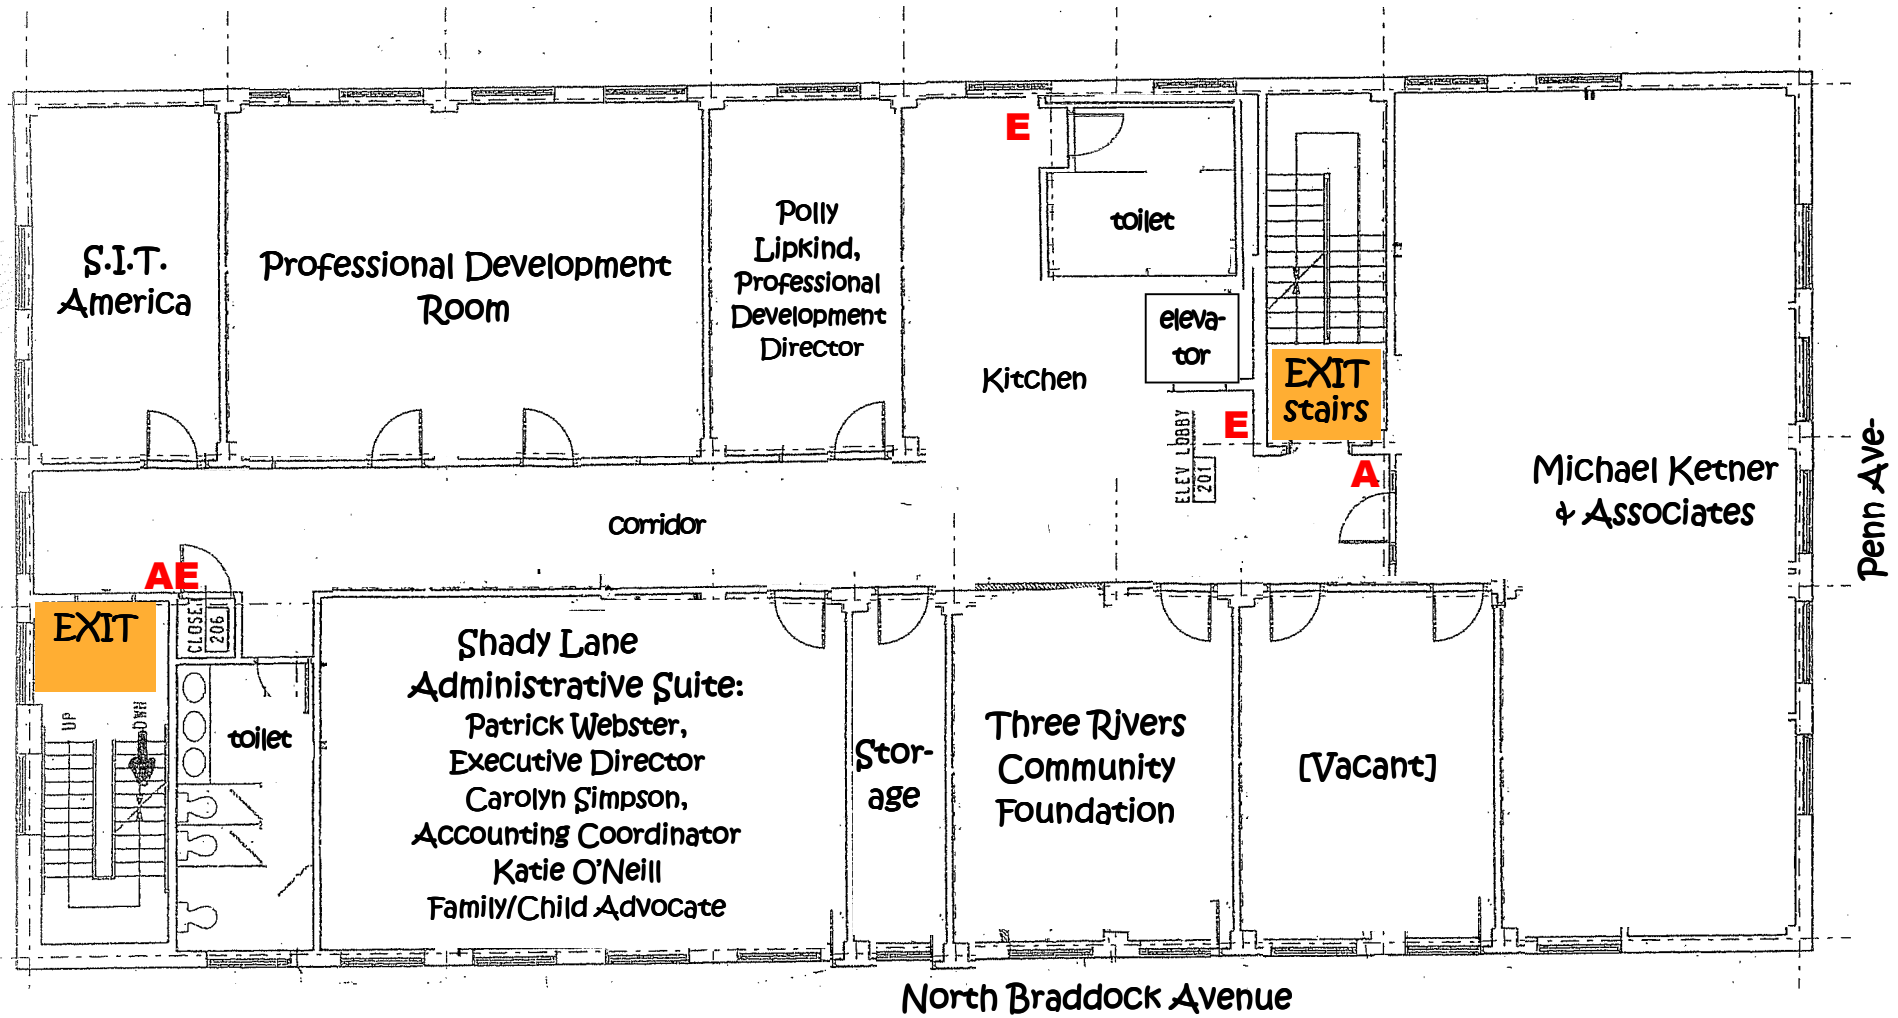 E
S.I.T.
America
Professional Development
Room
Polly
Lipkind,
Professional
Development
Director
toilet
eleva-
tor
Kitchen
EXIT
stairs
E
ELEV LOBBY
201
A
Michael Ketner
& Associates
Penn Ave-
corridor
AE
EXIT
CLOSET
206
UP
DWN
toilet
Shady Lane
Administrative Suite:
Patrick Webster,
Executive Director
Carolyn Simpson,
Accounting Coordinator
Katie O'Neill
Family/Child Advocate
Stor-
age
Three Rivers
Community
Foundation
[Vacant]
North Braddock Avenue